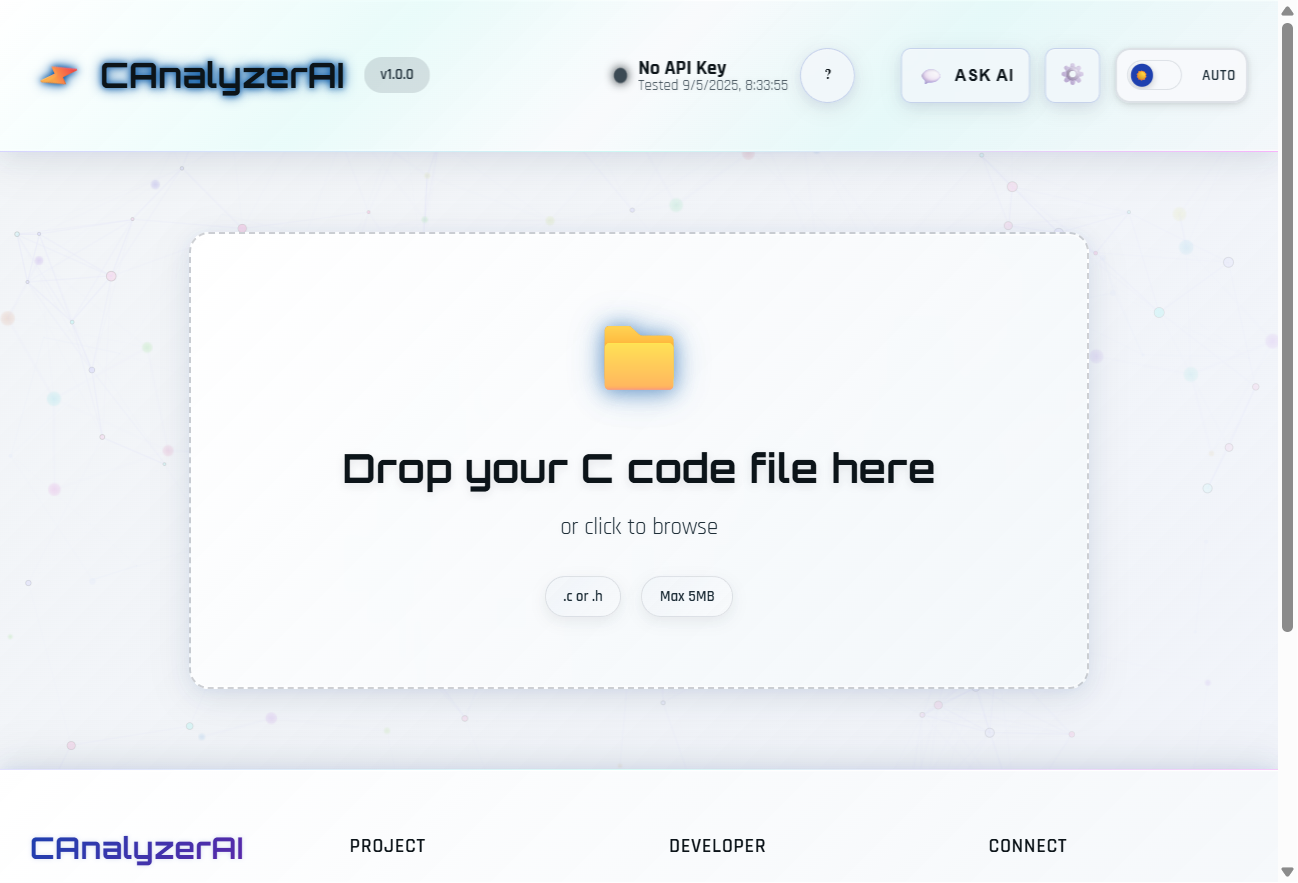 CAnalyzerAI
v1.0.0
No API Key
Tested 9/5/2025, 8:33:55
?
ASK AI
AUTO
Drop your C code file here
or click to browse
.c or .h
Max 5MB
CAnalyzerAI
PROJECT
DEVELOPER
CONNECT